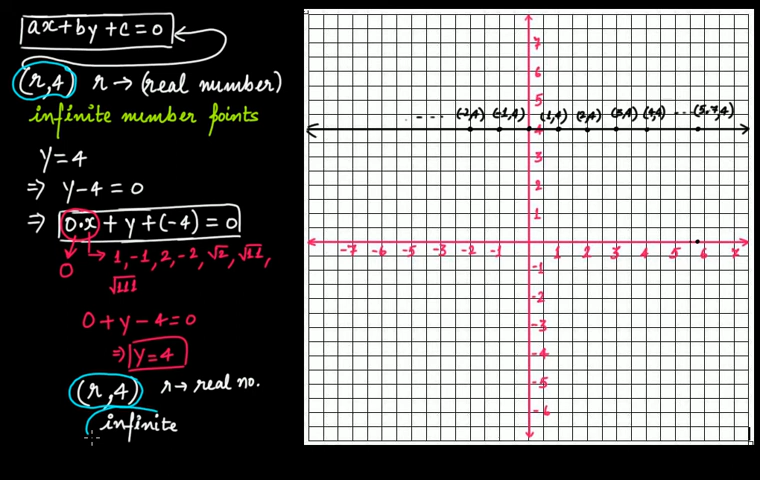 ax+by+c=0
(r,4) r → (real number)
infinite number points
y=4
⇒ y-4=0
⇒ 0·x + y +(-4) = 0
0 → 1, -1, 2, -2, √2, √11,
√111
0+y-4=0
⇒ y=4
(r,4) r→ real no.
infinite
7
6
5
---- (-2,4) (-1,4) (1,4) (2,4) (3,4) (4,4) ... (5.7,4)
4
3
2
1
-7 -6 -5 -4 -3 -2 -1 1 2 3 4 5 6 7
-1
-2
-3
-4
-5
-6